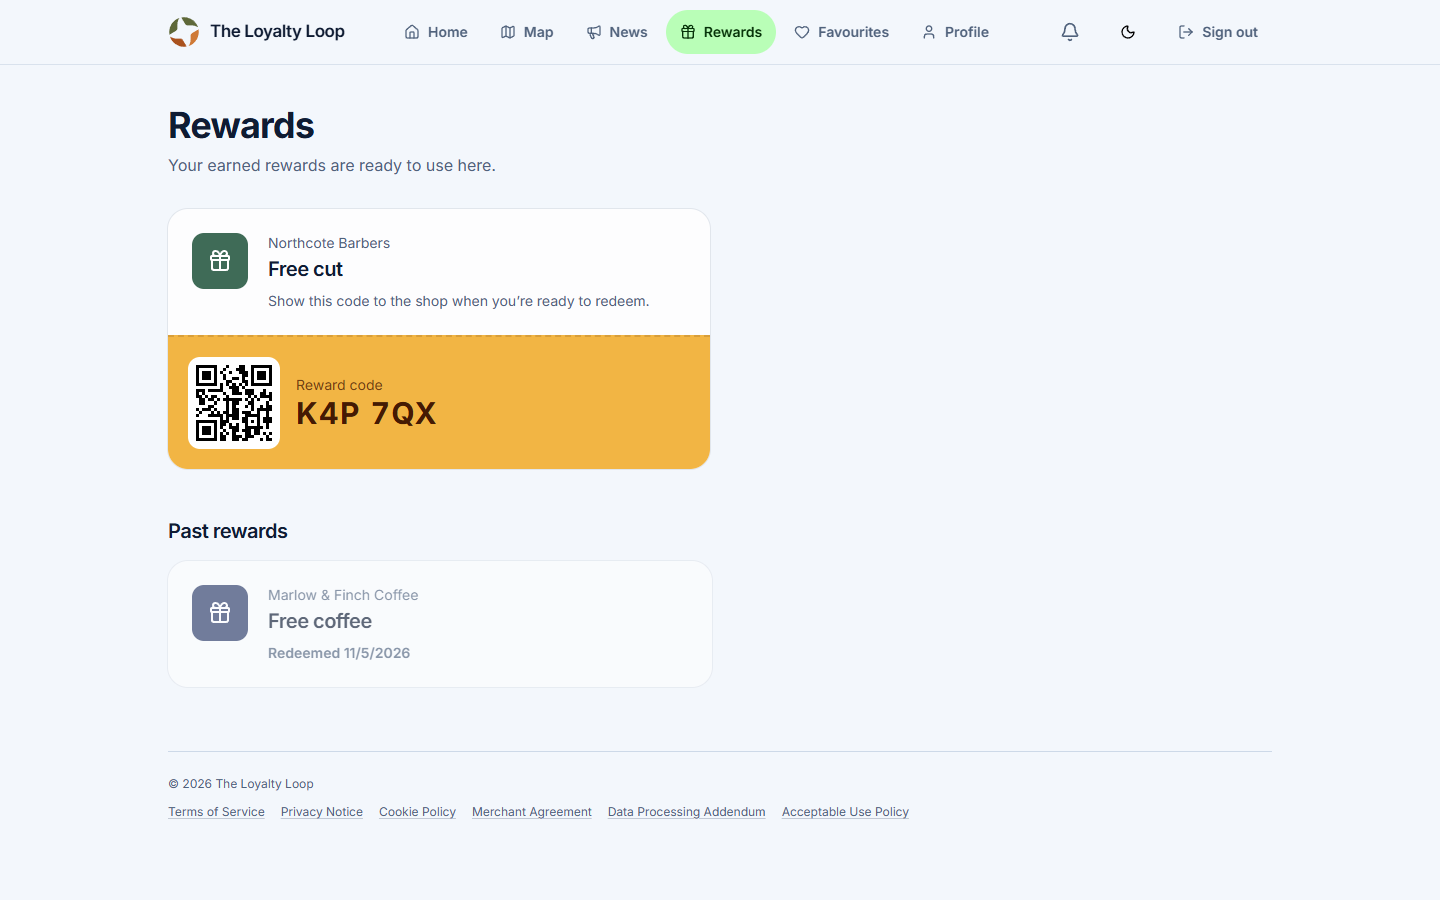 The Loyalty Loop
Home
Map
News
Rewards
Favourites
Profile
Sign out
Rewards
Your earned rewards are ready to use here.
Northcote Barbers
Free cut
Show this code to the shop when you're ready to redeem.
Reward code
K4P 7QX
Past rewards
Marlow & Finch Coffee
Free coffee
Redeemed 11/5/2026
© 2026 The Loyalty Loop
Terms of Service Privacy Notice Cookie Policy Merchant Agreement Data Processing Addendum Acceptable Use Policy